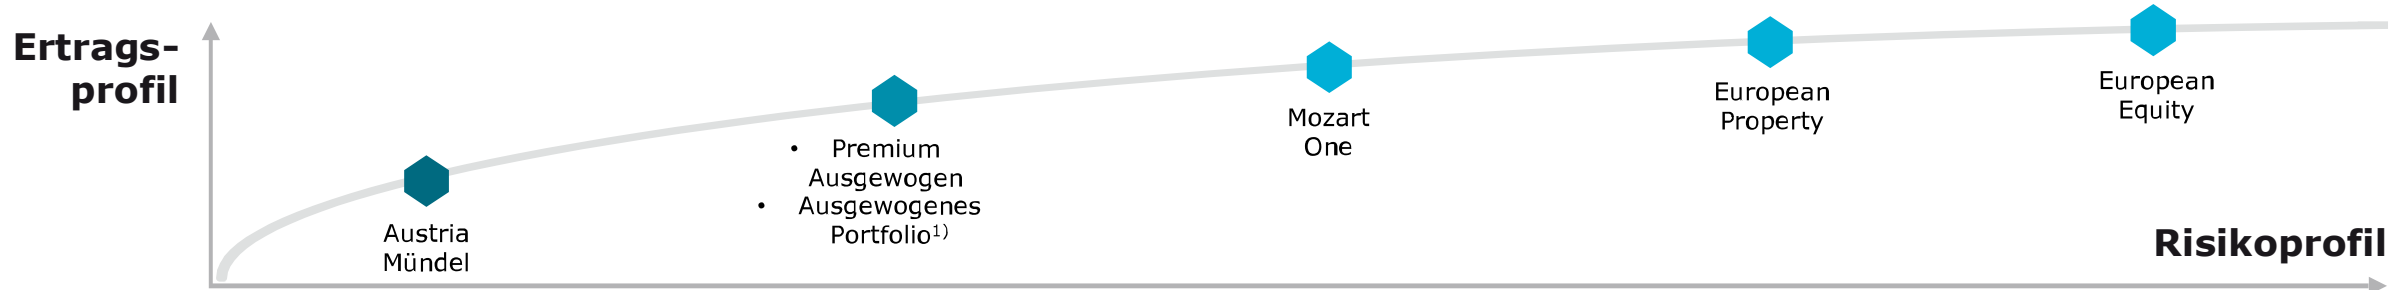 Ertrags-
profil
Austria
Mündel
• Premium
Ausgewogen
• Ausgewogenes
Portfolio1)
Mozart
One
European
Property
European
Equity
Risikoprofil